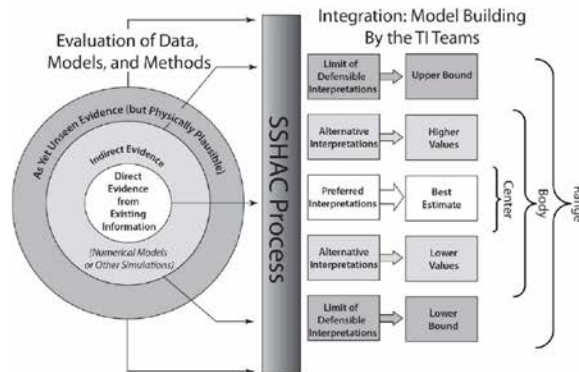 Evaluation of Data,
Models, and Methods
As Yet Unseen Evidence (but Physically Plausible)
Indirect Evidence
Direct
Evidence
from
Existing
Information
(Numerical Models
or Other Simulations)
SSHAC Process
Integration: Model Building
By the TI Teams
Limit of
Defensible
Interpretations
Upper Bound
Alternative
Interpretations
Higher
Values
Preferred
Interpretations
Best
Estimate
Alternative
Interpretations
Lower
Values
Limit of
Defensible
Interpretations
Lower
Bound
Center
Body
Range